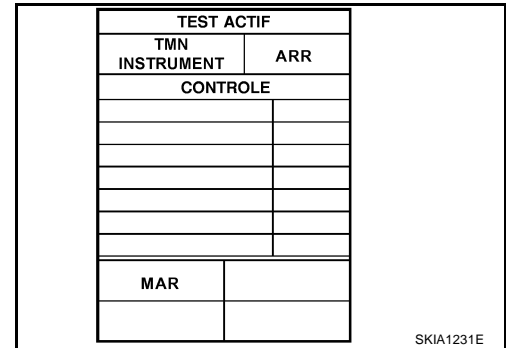 TEST ACTIF
TMN
INSTRUMENT
ARR
CONTROLE
MAR
SKIA1231E